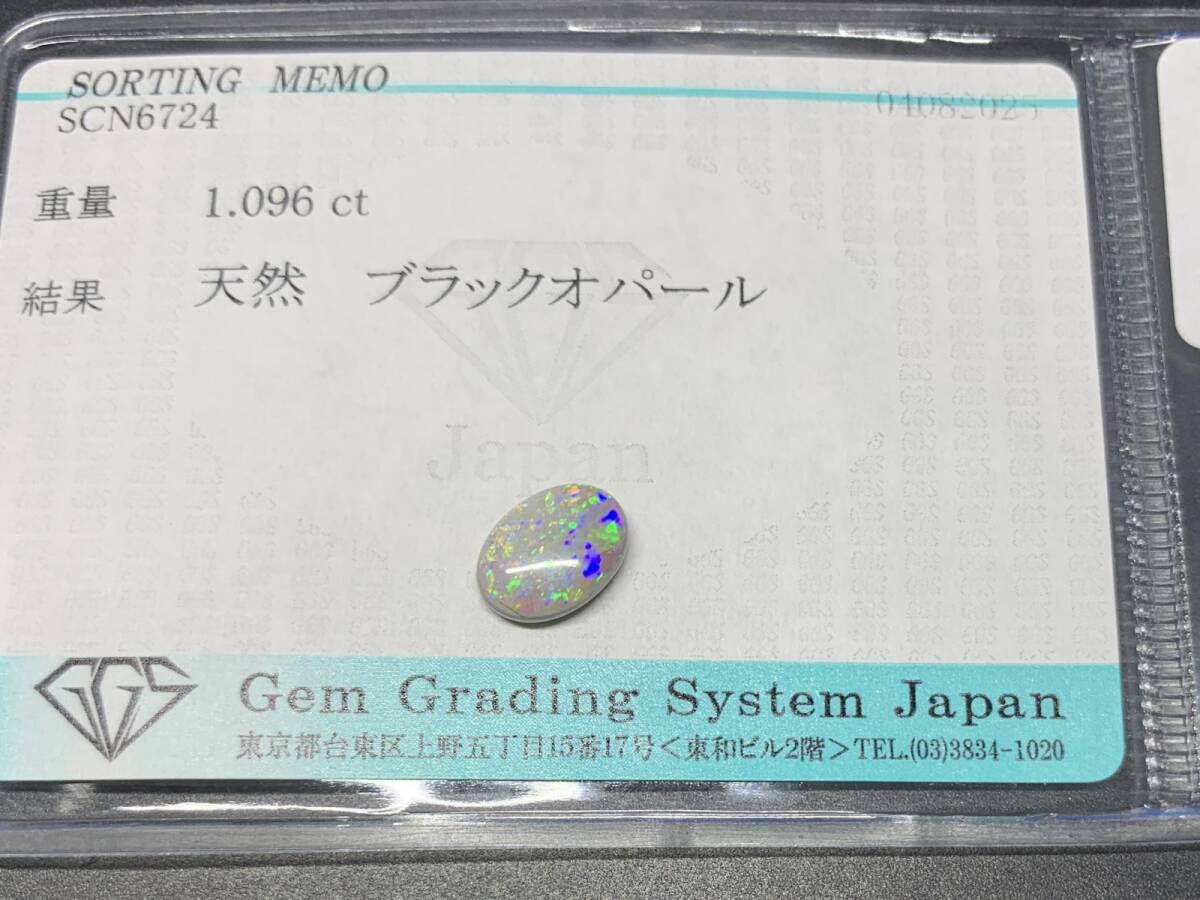 SORTING MEMO
SCN6724
04082025
重量 1.096 ct
結果 天然 ブラックオパール
Japan
GGS Gem Grading System Japan
東京都台東区上野五丁目15番17号＜東和ビル2階＞TEL.(03)3834-1020